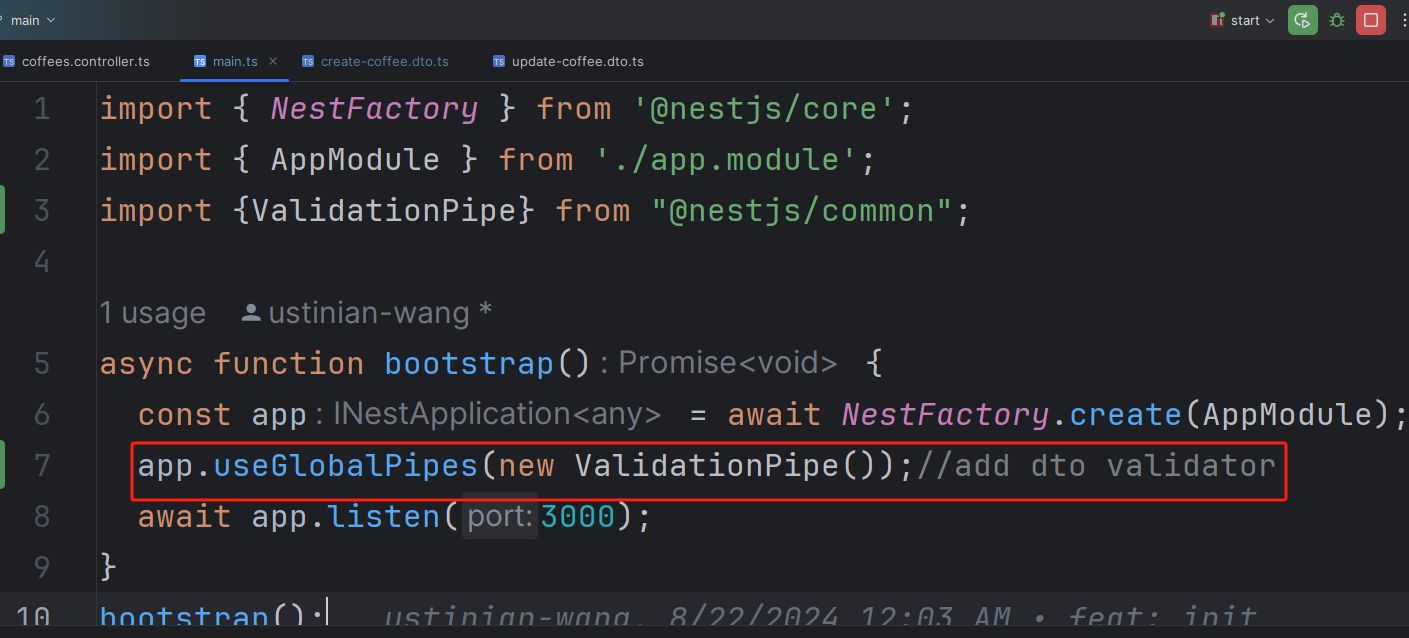 main
start
coffees.controller.ts
main.ts
create-coffee.dto.ts
update-coffee.dto.ts
1 import { NestFactory } from '@nestjs/core';
2 import { AppModule } from './app.module';
3 import {ValidationPipe} from "@nestjs/common";
4
1 usage ustinian-wang *
5 async function bootstrap() : Promise<void> {
6 const app : INestApplication<any> = await NestFactory.create(AppModule);
7 app.useGlobalPipes(new ValidationPipe());//add dto validator
8 await app.listen( port: 3000);
9 }
10 bootstrap(); ustinian-wang, 8/22/2024 12:03 AM • feat: init